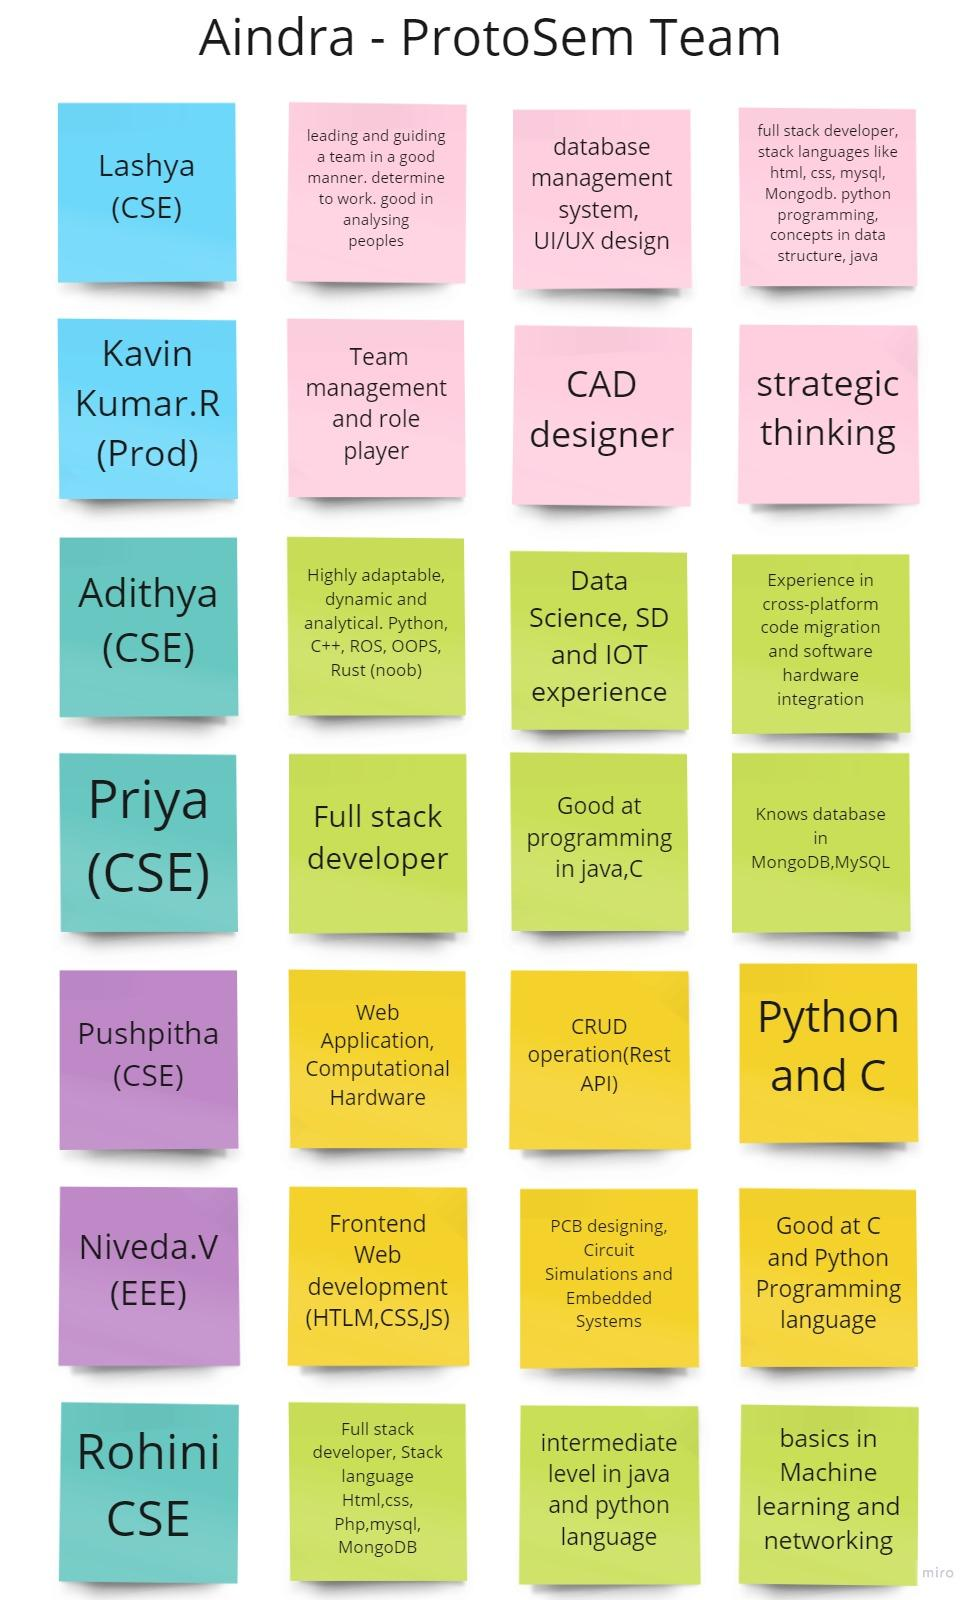 Aindra - ProtoSem Team
Lashya
(CSE)
leading and guiding
a team in a good
manner. determine
to work. good in
analysing
peoples
database
management
system,
UI/UX design
full stack developer,
stack languages like
html, css, mysql,
Mongodb. python
programming,
concepts in data
structure, java
Kavin
Kumar.R
(Prod)
Team
management
and role
player
CAD
designer
strategic
thinking
Adithya
(CSE)
Highly adaptable,
dynamic and
analytical. Python,
C++, ROS, OOPS,
Rust (noob)
Data
Science, SD
and IOT
experience
Experience in
cross-platform
code migration
and software
hardware
integration
Priya
(CSE)
Full stack
developer
Good at
programming
in java,C
Knows database
in
MongoDB,MySQL
Pushpitha
(CSE)
Web
Application,
Computational
Hardware
CRUD
operation(Rest
API)
Python
and C
Niveda.V
(EEE)
Frontend
Web
development
(HTLM,CSS,JS)
PCB designing,
Circuit
Simulations and
Embedded
Systems
Good at C
and Python
Programming
language
Rohini
CSE
Full stack
developer, Stack
language
Html,css,
Php,mysql,
MongoDB
intermediate
level in java
and python
language
basics in
Machine
learning and
networking
miro